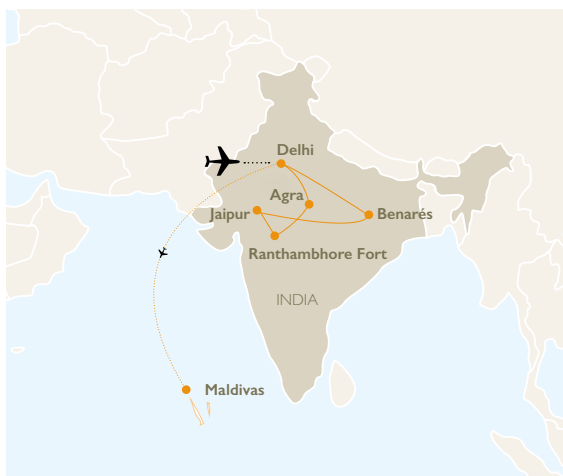 Delhi
Agra
Jaipur
Benarés
Ranthambhore Fort
INDIA
Maldivas